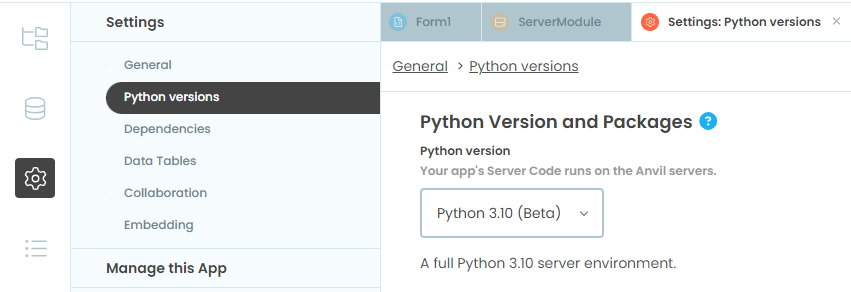 Settings
General
Python versions
Dependencies
Data Tables
Collaboration
Embedding
Manage this App
Form1
ServerModule
Settings: Python versions ×
General > Python versions
Python Version and Packages ?
Python version
Your app's Server Code runs on the Anvil servers.
Python 3.10 (Beta)
A full Python 3.10 server environment.